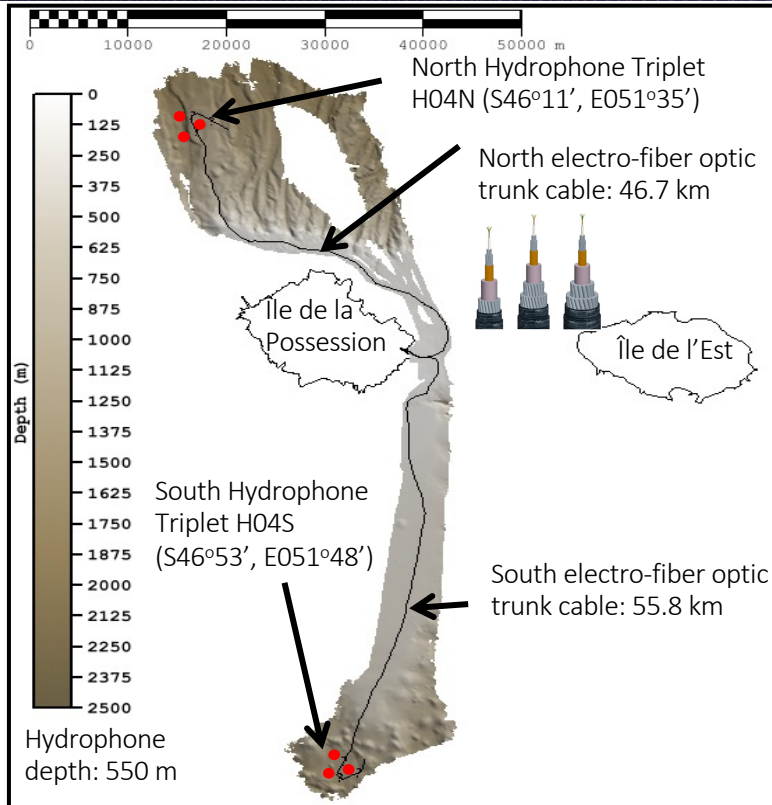 0 10000 20000 30000 40000 50000 m
North Hydrophone Triplet
H04N (S46º11’, E051º35’)
North electro-fiber optic
trunk cable: 46.7 km
0
125
250
375
500
625
750
875
1000
1125
1250
1375
1500
1625
1750
1875
2000
2125
2250
2375
2500
Depth (m)
Île de la
Possession
Île de l’Est
South Hydrophone
Triplet H04S
(S46º53’, E051º48’)
South electro-fiber optic
trunk cable: 55.8 km
Hydrophone
depth: 550 m